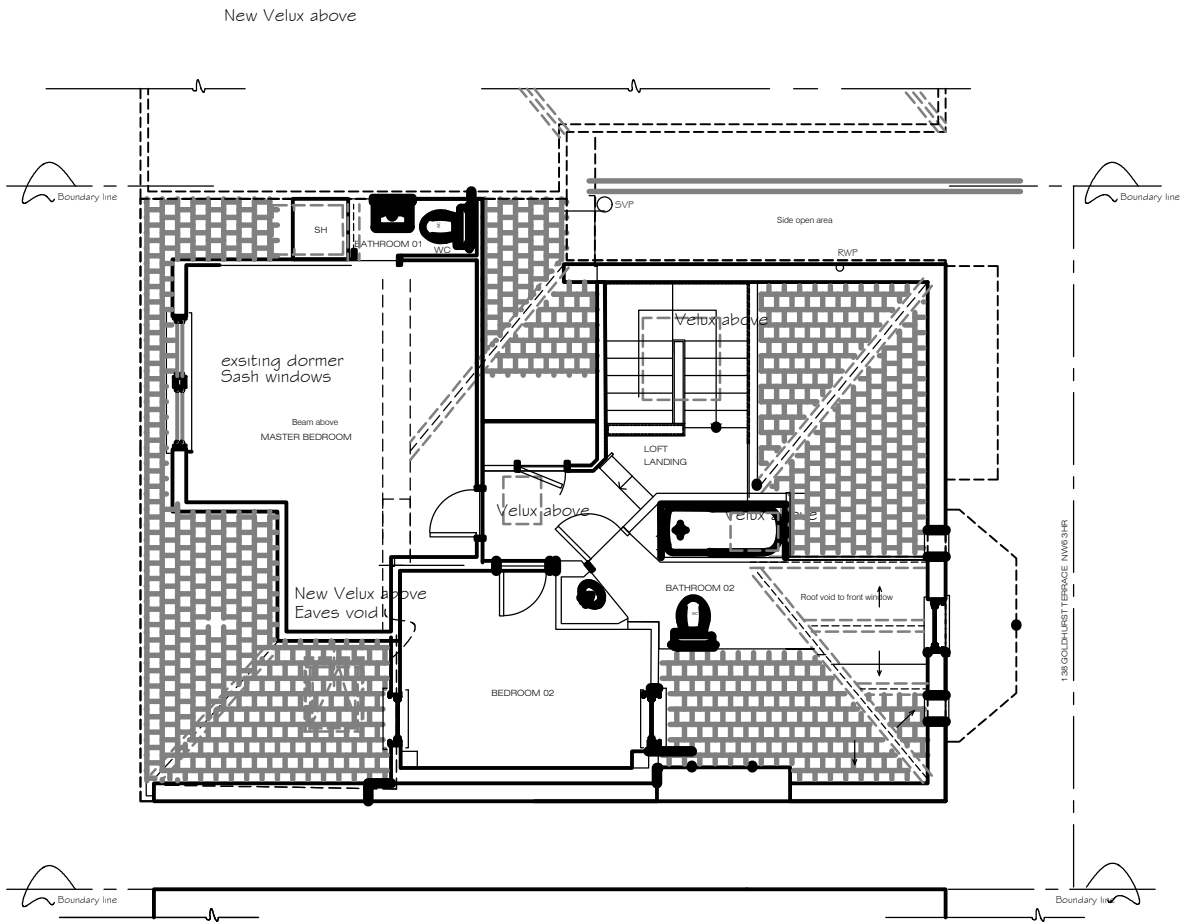 New Velux above
Boundary line
Boundary line
SVP
Side open area
SH
BATHROOM 01
WC
RWP
Velux above
exsiting dormer
Sash windows
Beam above
MASTER BEDROOM
LOFT
LANDING
Velux above
Velux above
138 GOLDHURST TERRACE NW6 3HR
New Velux above
Eaves void
BATHROOM 02
Roof void to front window
BEDROOM 02
Boundary line
Boundary line